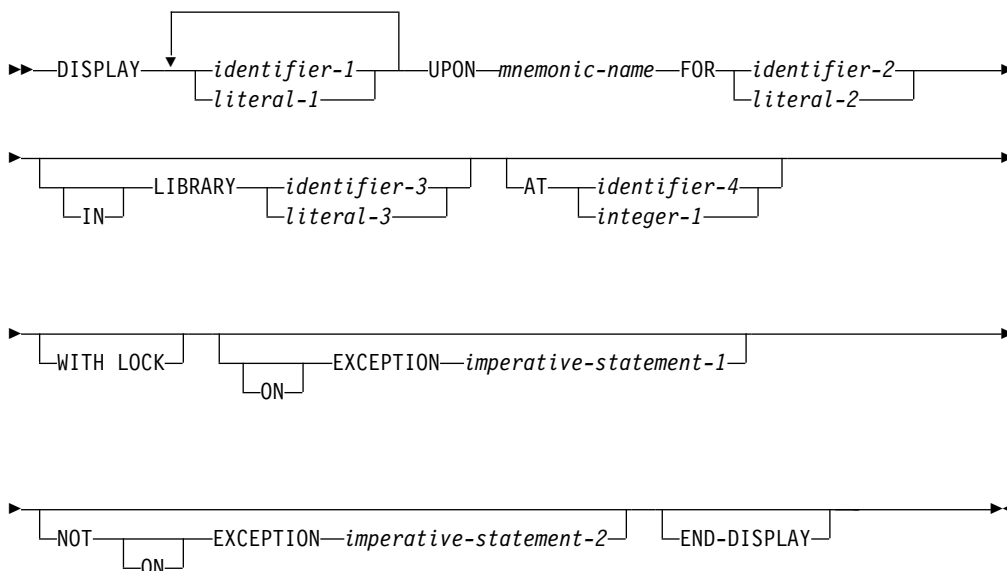 DISPLAY identifier-1 UPON mnemonic-name FOR identifier-2
literal-1 literal-2
LIBRARY identifier-3 AT identifier-4
IN literal-3 integer-1
WITH LOCK EXCEPTION imperative-statement-1
ON
NOT EXCEPTION imperative-statement-2 END-DISPLAY
ON